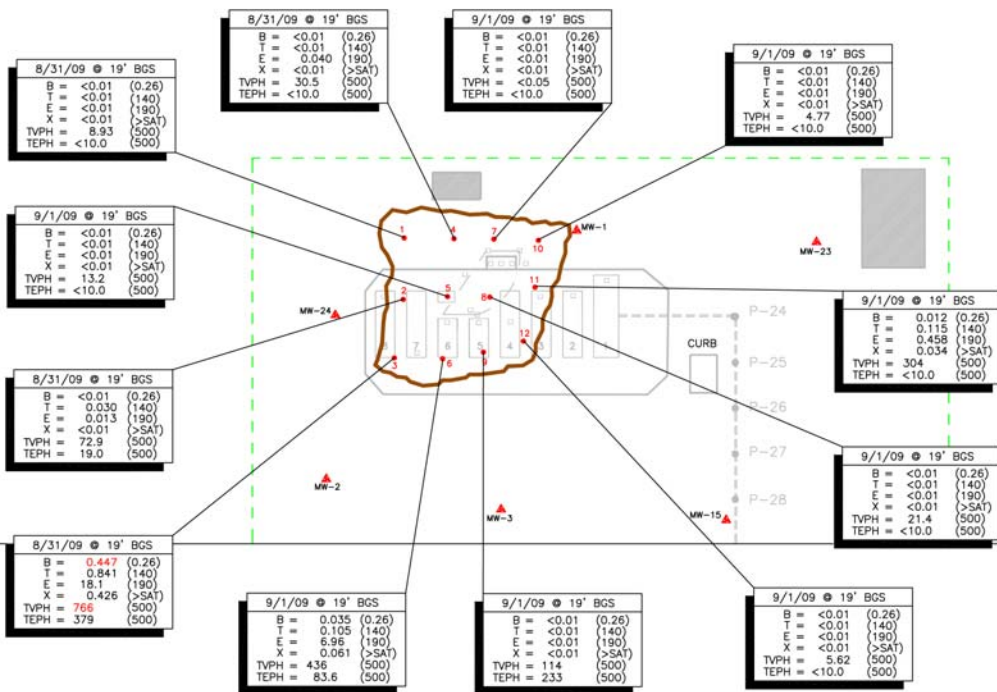 8/31/09 @ 19' BGS
B = <0.01 (0.26)
T = <0.01 (140)
E = 0.040 (190)
X = <0.01 (>SAT)
TVPH = 30.5 (500)
TEPH = <10.0 (500)
9/1/09 @ 19' BGS
B = <0.01 (0.26)
T = <0.01 (140)
E = <0.01 (190)
X = <0.01 (>SAT)
TVPH = <0.05 (500)
TEPH = <10.0 (500)
9/1/09 @ 19' BGS
B = <0.01 (0.26)
T = <0.01 (140)
E = <0.01 (190)
X = <0.01 (>SAT)
TVPH = 4.77 (500)
TEPH = <10.0 (500)
8/31/09 @ 19' BGS
B = <0.01 (0.26)
T = <0.01 (140)
E = <0.01 (190)
X = <0.01 (>SAT)
TVPH = 8.93 (500)
TEPH = <10.0 (500)
9/1/09 @ 19' BGS
B = <0.01 (0.26)
T = <0.01 (140)
E = <0.01 (190)
X = <0.01 (>SAT)
TVPH = 13.2 (500)
TEPH = <10.0 (500)
1
4
7
10
MW-1
MW-23
11
2
5
8
MW-24
12
3
6
9
8
7
6
5
4
3
2
1
CURB
P-24
P-25
P-26
P-27
P-28
9/1/09 @ 19' BGS
B = 0.012 (0.26)
T = 0.115 (140)
E = 0.458 (190)
X = 0.034 (>SAT)
TVPH = 304 (500)
TEPH = <10.0 (500)
8/31/09 @ 19' BGS
B = <0.01 (0.26)
T = 0.030 (140)
E = 0.013 (190)
X = <0.01 (>SAT)
TVPH = 72.9 (500)
TEPH = 19.0 (500)
9/1/09 @ 19' BGS
B = <0.01 (0.26)
T = <0.01 (140)
E = <0.01 (190)
X = <0.01 (>SAT)
TVPH = 21.4 (500)
TEPH = <10.0 (500)
MW-2
MW-3
MW-15
8/31/09 @ 19' BGS
B = 0.447 (0.26)
T = 0.841 (140)
E = 18.1 (190)
X = 0.426 (>SAT)
TVPH = 766 (500)
TEPH = 379 (500)
9/1/09 @ 19' BGS
B = 0.035 (0.26)
T = 0.105 (140)
E = 6.96 (190)
X = 0.061 (>SAT)
TVPH = 436 (500)
TEPH = 83.6 (500)
9/1/09 @ 19' BGS
B = <0.01 (0.26)
T = <0.01 (140)
E = <0.01 (190)
X = <0.01 (>SAT)
TVPH = 114 (500)
TEPH = 233 (500)
9/1/09 @ 19' BGS
B = <0.01 (0.26)
T = <0.01 (140)
E = <0.01 (190)
X = <0.01 (>SAT)
TVPH = 5.62 (500)
TEPH = <10.0 (500)